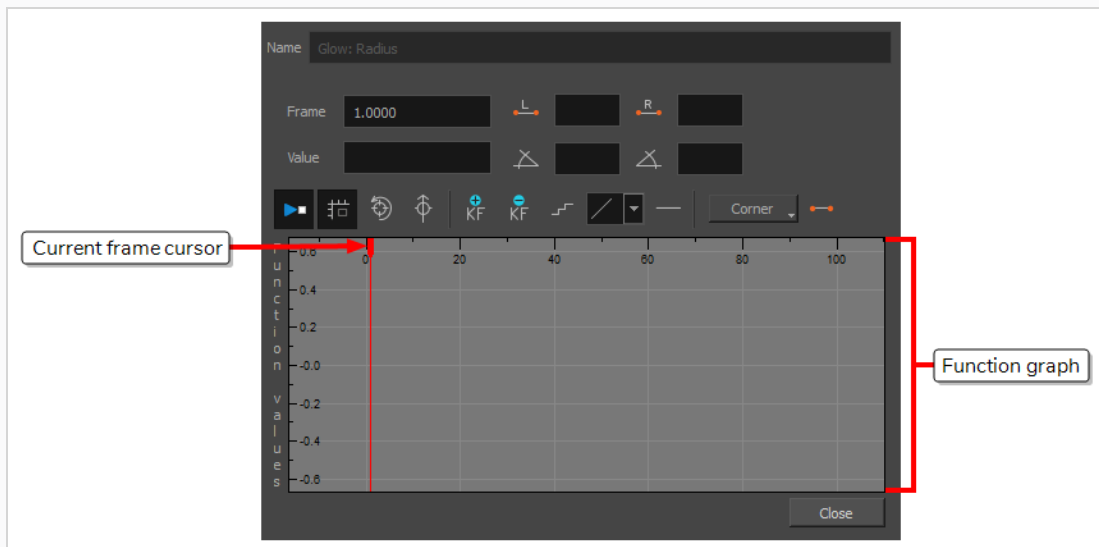 Name Glow: Radius
Frame 1.0000 L R
Value
KF KF Corner
Current frame cursor
Function values
0 20 40 60 80 100
0.6
0.4
0.2
-0.0
-0.2
-0.4
-0.6
Function graph
Close